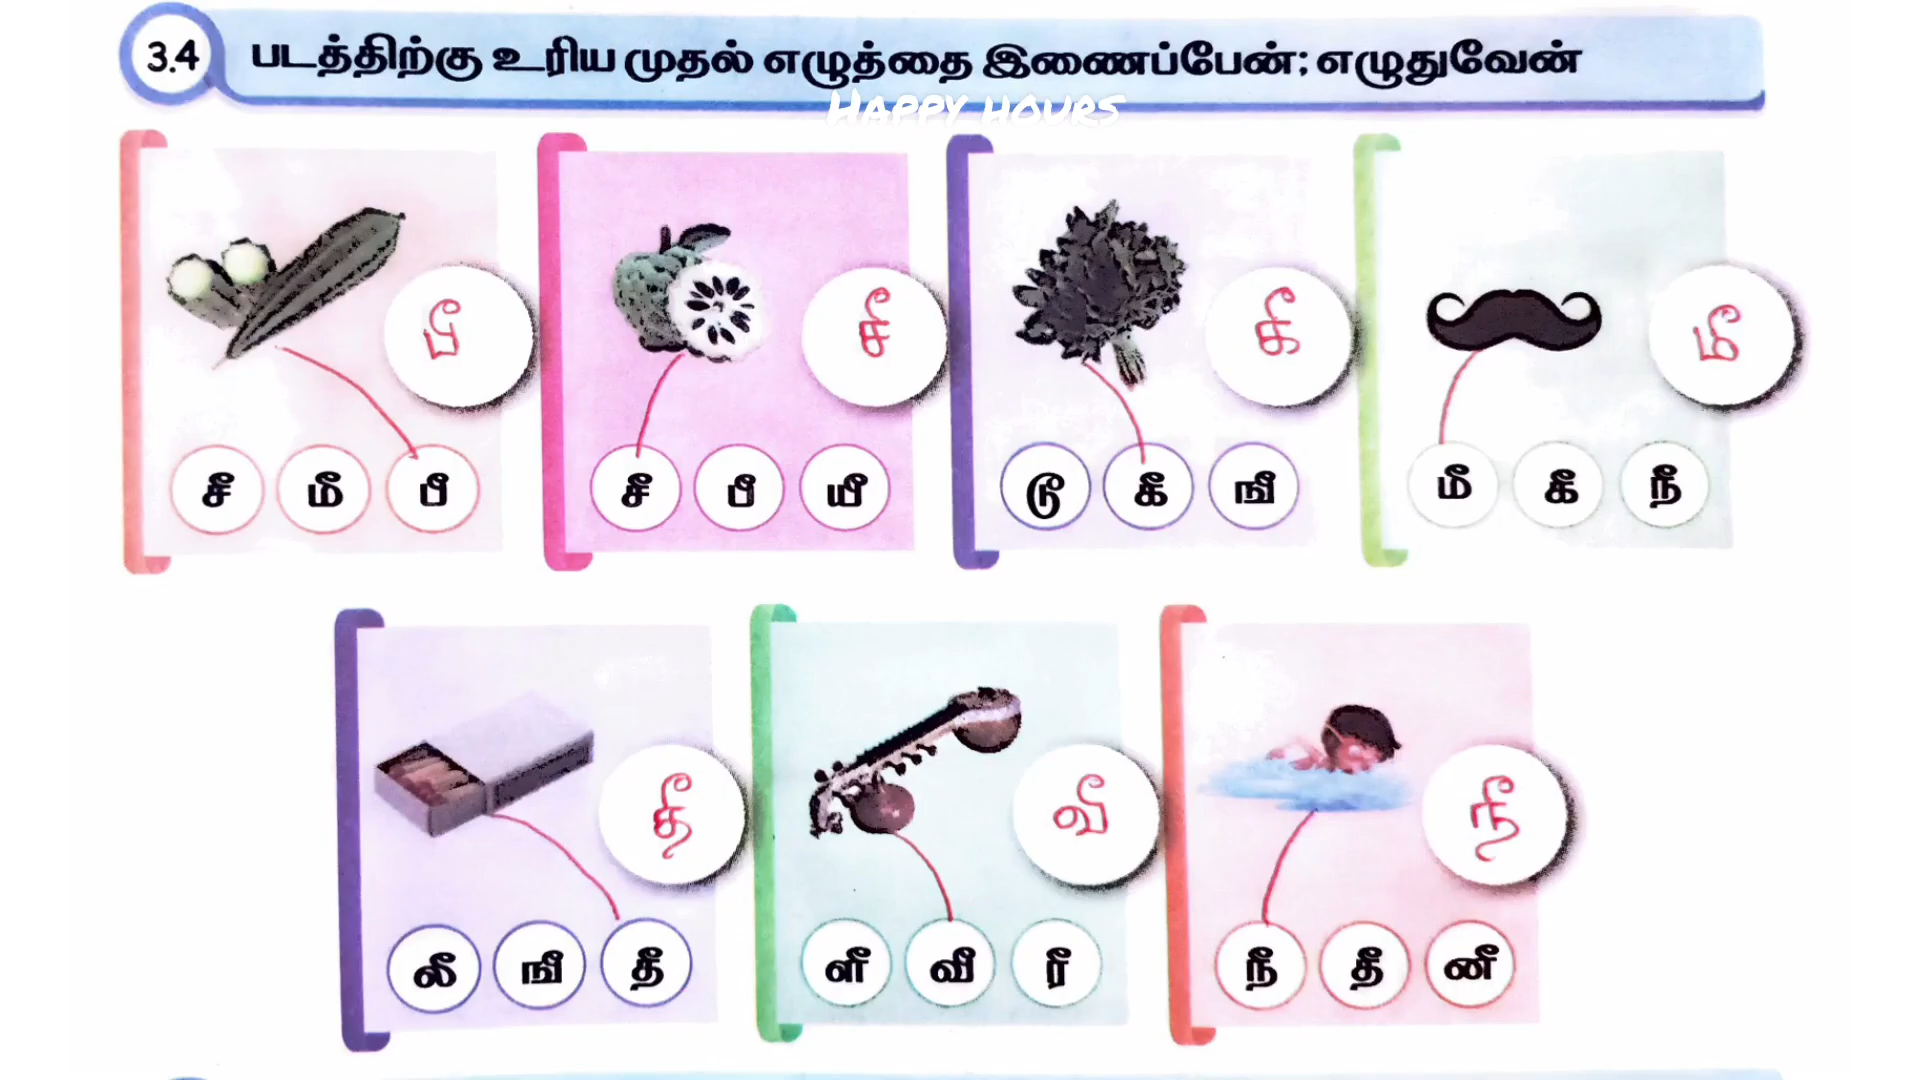 3.4 படத்திற்கு உரிய முதல் எழுத்தை இணைப்பேன்; எழுதுவேன்
HAPPY HOURS
பீ சீ கீ மீ
சீ மீ பீ சீ பீ யீ டூ கீ ஙீ மீ கீ நீ
தீ வீ நீ
லீ ஙீ தீ ளீ வீ ரீ நீ தீ னீ